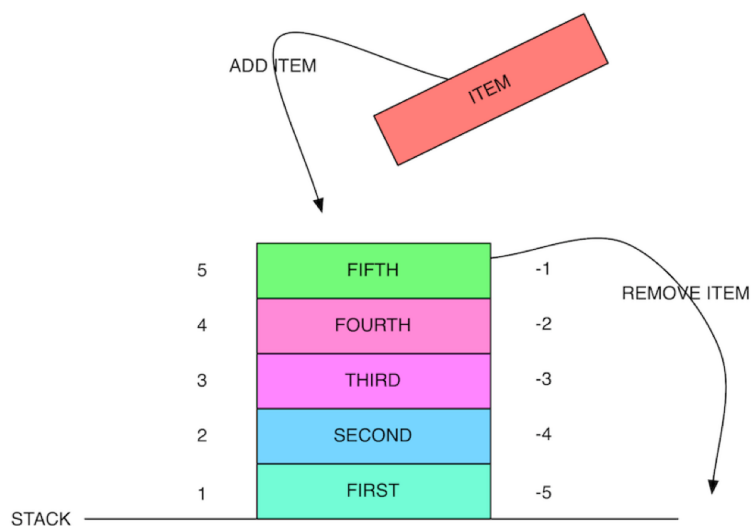 ADD ITEM
ITEM
5 FIFTH -1
REMOVE ITEM
4 FOURTH -2
3 THIRD -3
2 SECOND -4
1 FIRST -5
STACK